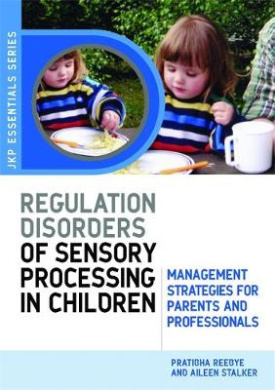 JKP ESSENTIALS SERIES
REGULATION
DISORDERS
OF SENSORY
PROCESSING
IN CHILDREN
MANAGEMENT
STRATEGIES FOR
PARENTS AND
PROFESSIONALS
PRATIBHA REEBYE
AND AILEEN STALKER